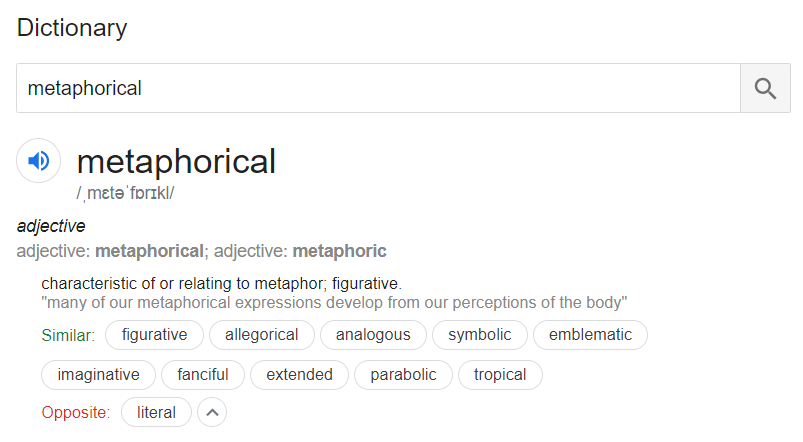 Dictionary
metaphorical
metaphorical
/ˌmɛtəˈfɒrɪkl/
adjective
adjective: metaphorical; adjective: metaphoric
characteristic of or relating to metaphor; figurative.
"many of our metaphorical expressions develop from our perceptions of the body"
Similar: figurative allegorical analogous symbolic emblematic
imaginative fanciful extended parabolic tropical
Opposite: literal